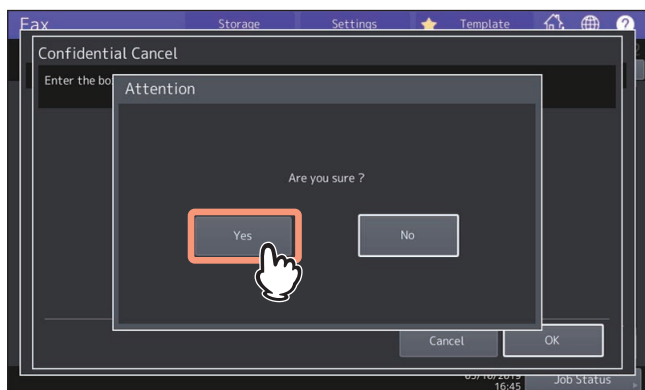 Fax Storage Settings Template ?
Confidential Cancel
Enter the bo
Attention
Are you sure ?
Yes No
Cancel OK
16:45 Job Status